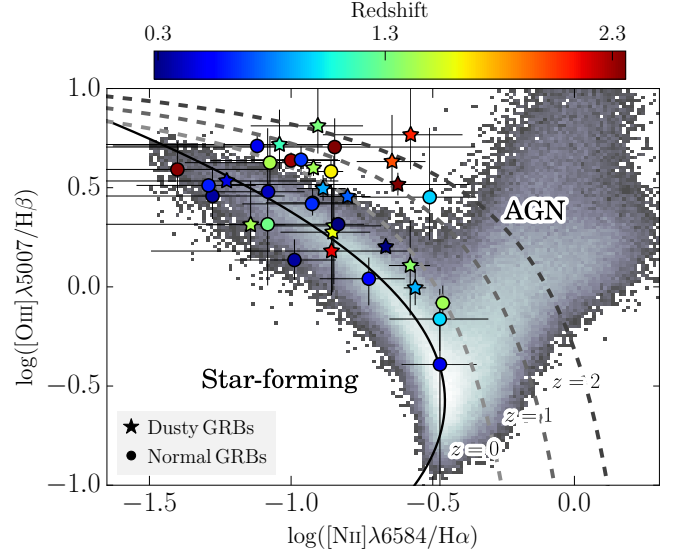 Redshift
0.3 1.3 2.3
1.0
0.5
0.0
−0.5
−1.0
log([OIII]λ5007/Hβ)
AGN
Star-forming
z = 2
z = 1
z = 0
Dusty GRBs
Normal GRBs
−1.5 −1.0 −0.5 0.0
log([NII]λ6584/Hα)